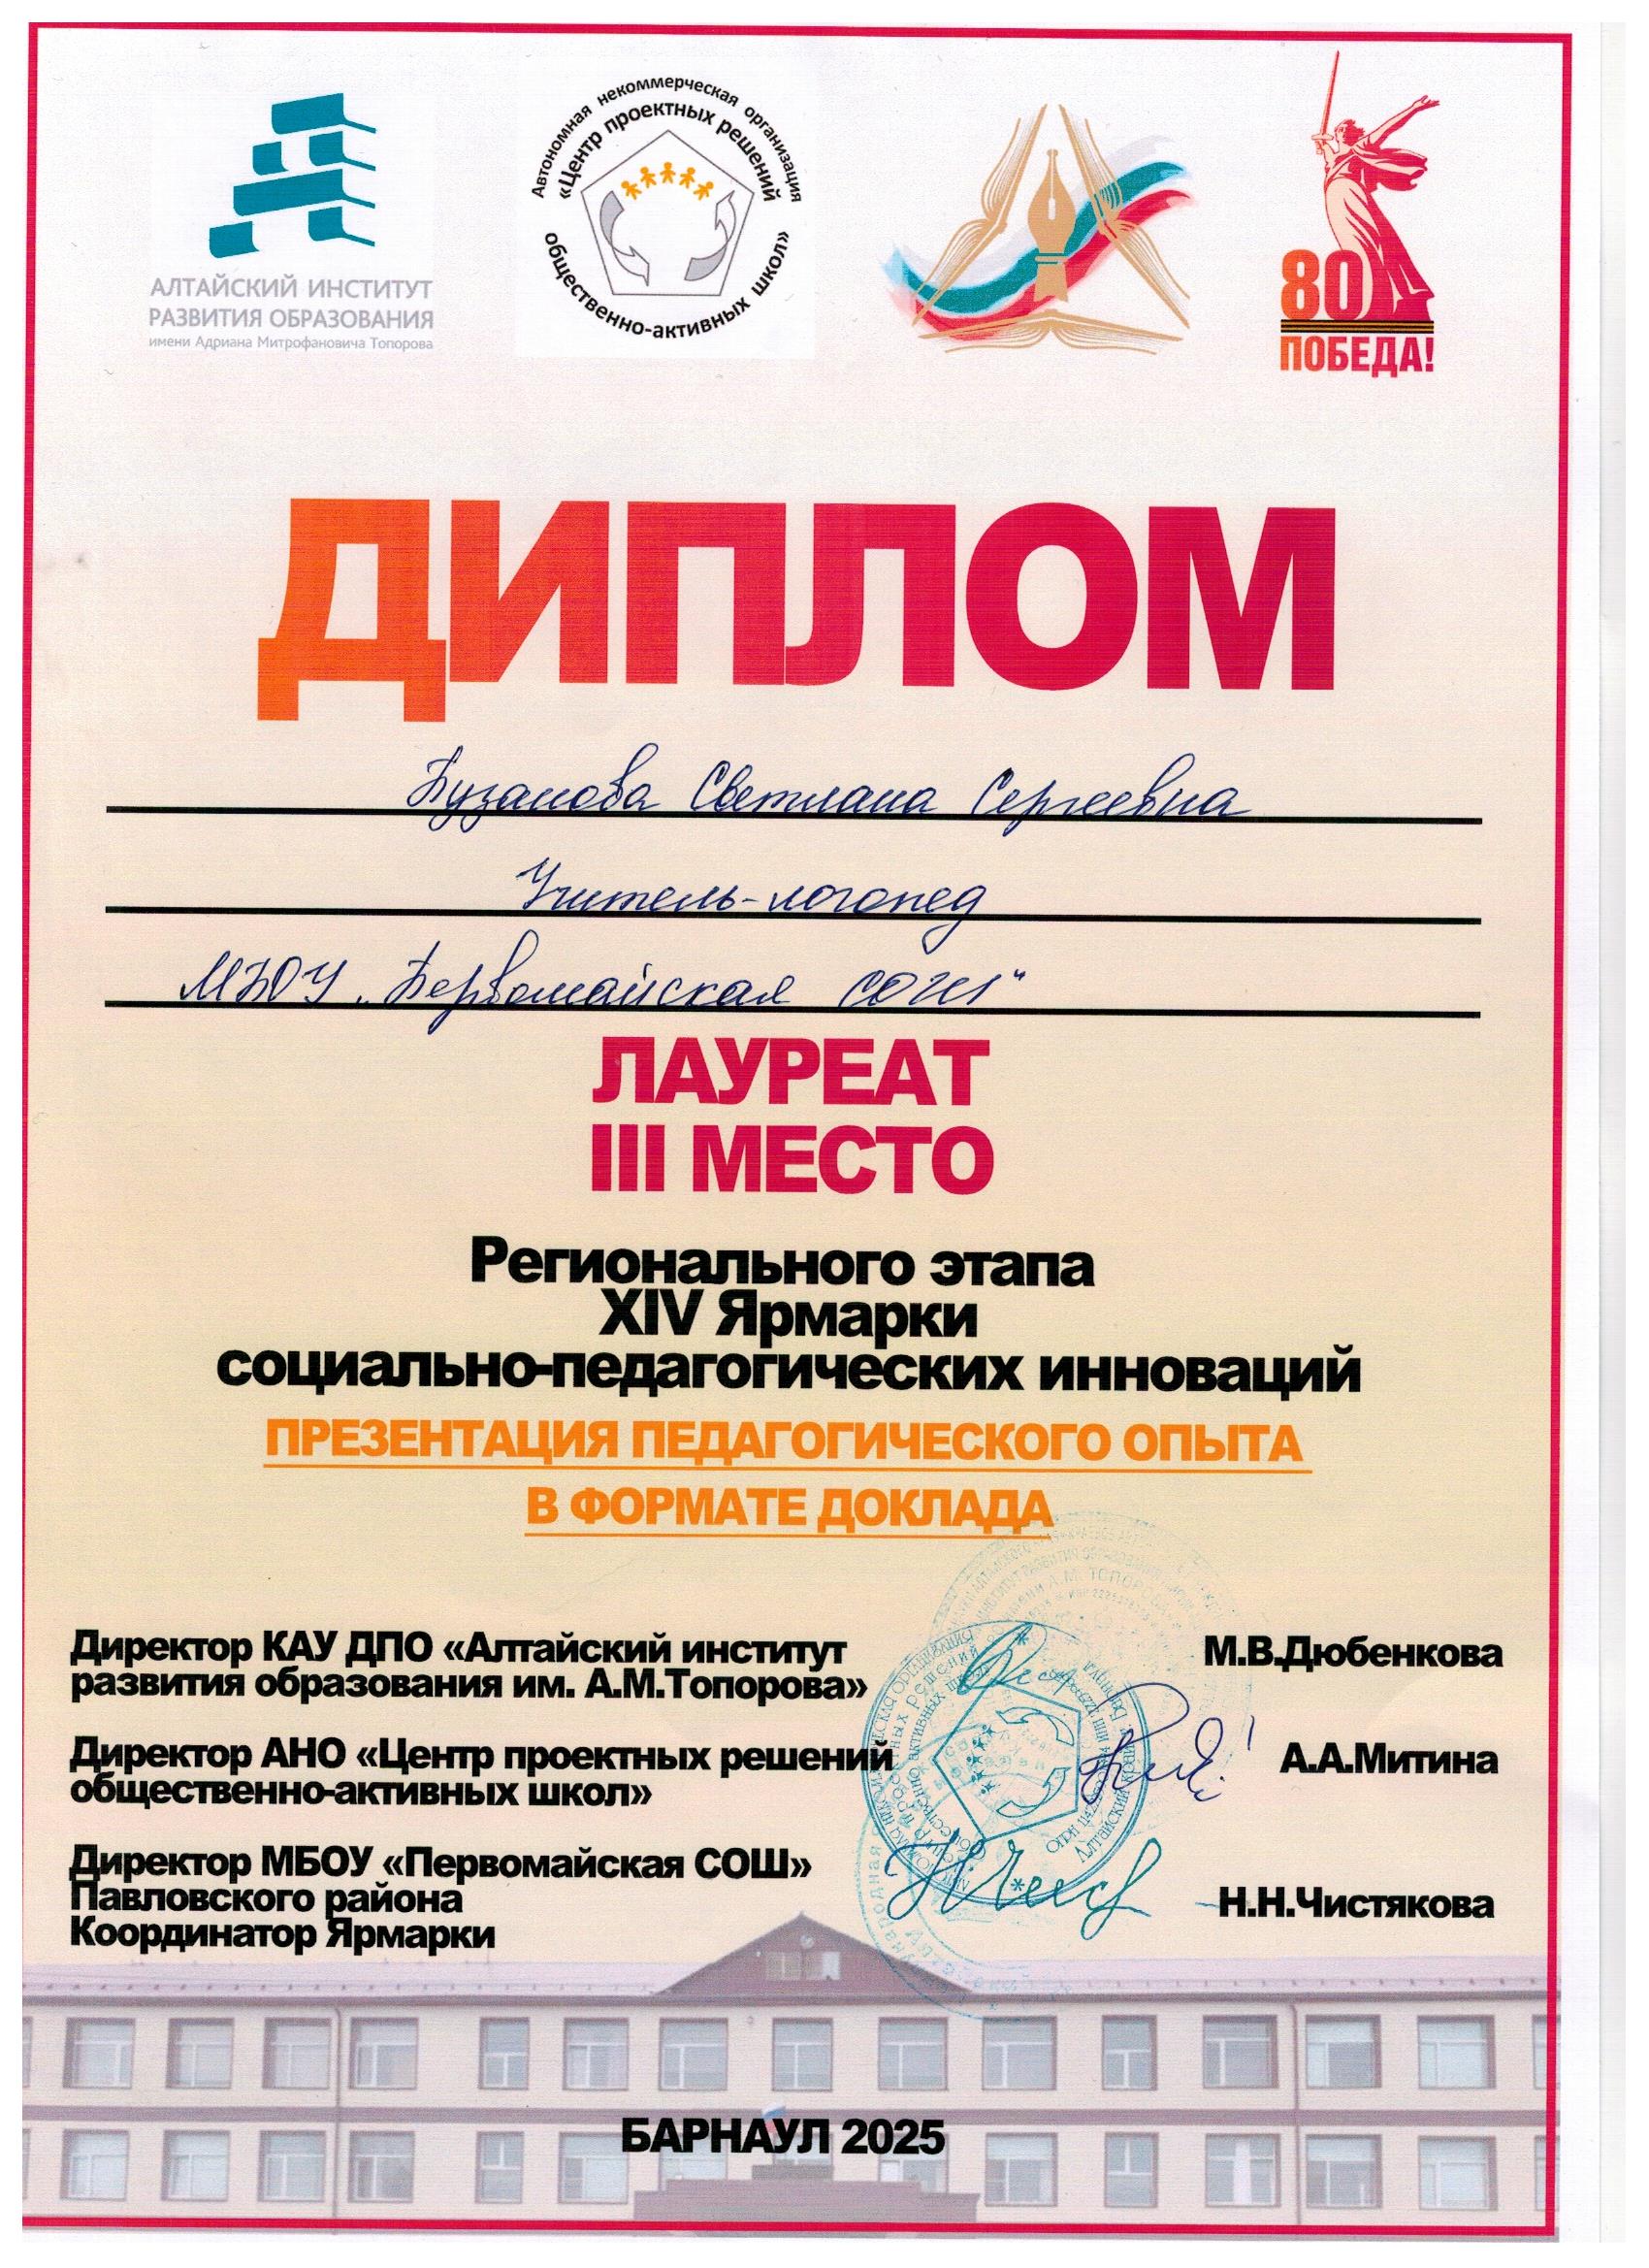 Автономная некоммерческая организация
«Центр проектных решений
общественно-активных школ»
АЛТАЙСКИЙ ИНСТИТУТ
РАЗВИТИЯ ОБРАЗОВАНИЯ
имени Адриана Митрофановича Топорова
80
ПОБЕДА!
ДИПЛОМ
Бузанова Светлана Сергеевна
Учитель-логопед
МБОУ „Первомайская СОШ"
ЛАУРЕАТ
III МЕСТО
Регионального этапа
XIV Ярмарки
социально-педагогических инноваций
ПРЕЗЕНТАЦИЯ ПЕДАГОГИЧЕСКОГО ОПЫТА
В ФОРМАТЕ ДОКЛАДА
Директор КАУ ДПО «Алтайский институт
развития образования им. А.М.Топорова»
М.В.Дюбенкова
Директор АНО «Центр проектных решений
общественно-активных школ»
А.А.Митина
Директор МБОУ «Первомайская СОШ»
Павловского района
Координатор Ярмарки
Н.Н.Чистякова
БАРНАУЛ 2025